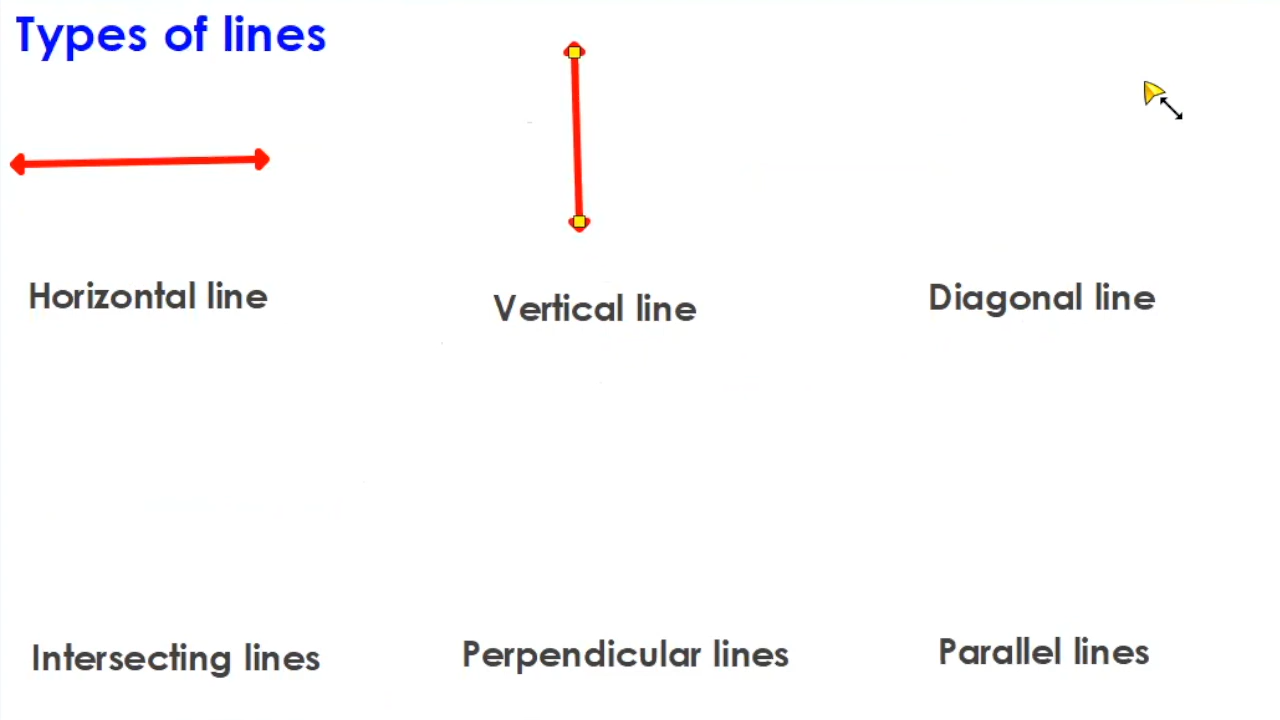 Types of lines
Horizontal line
Vertical line
Diagonal line
Intersecting lines
Perpendicular lines
Parallel lines